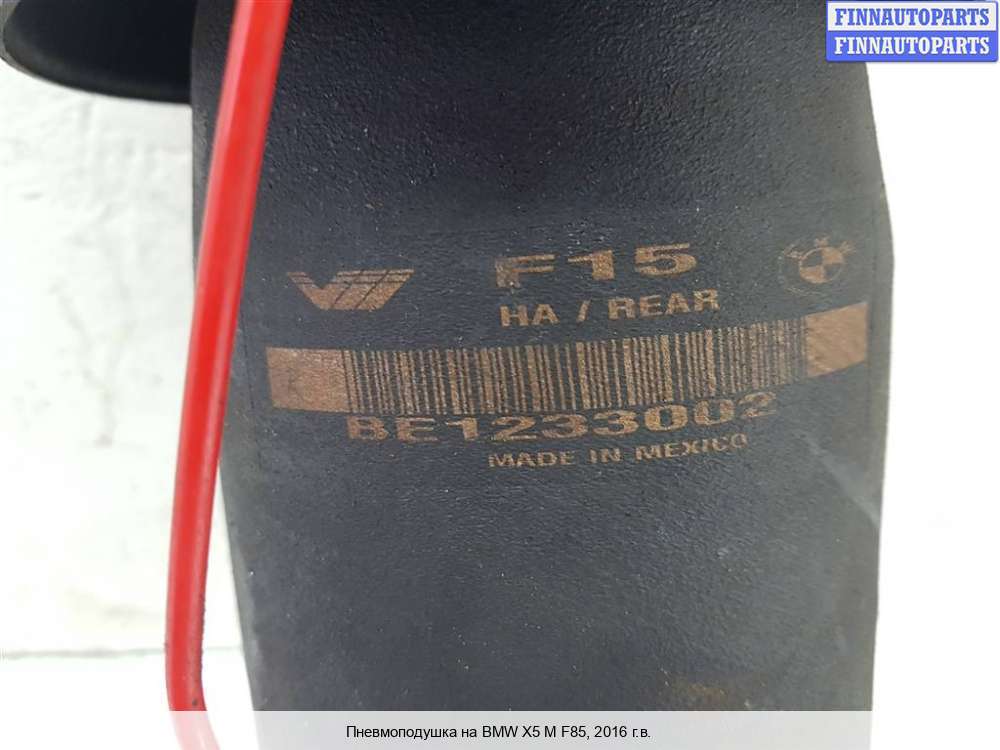 FINNAUTOPARTS
FINNAUTOPARTS
F15
HA / REAR
BE1233002
MADE IN MEXICO
Пневмоподушка на BMW X5 M F85, 2016 г.в.